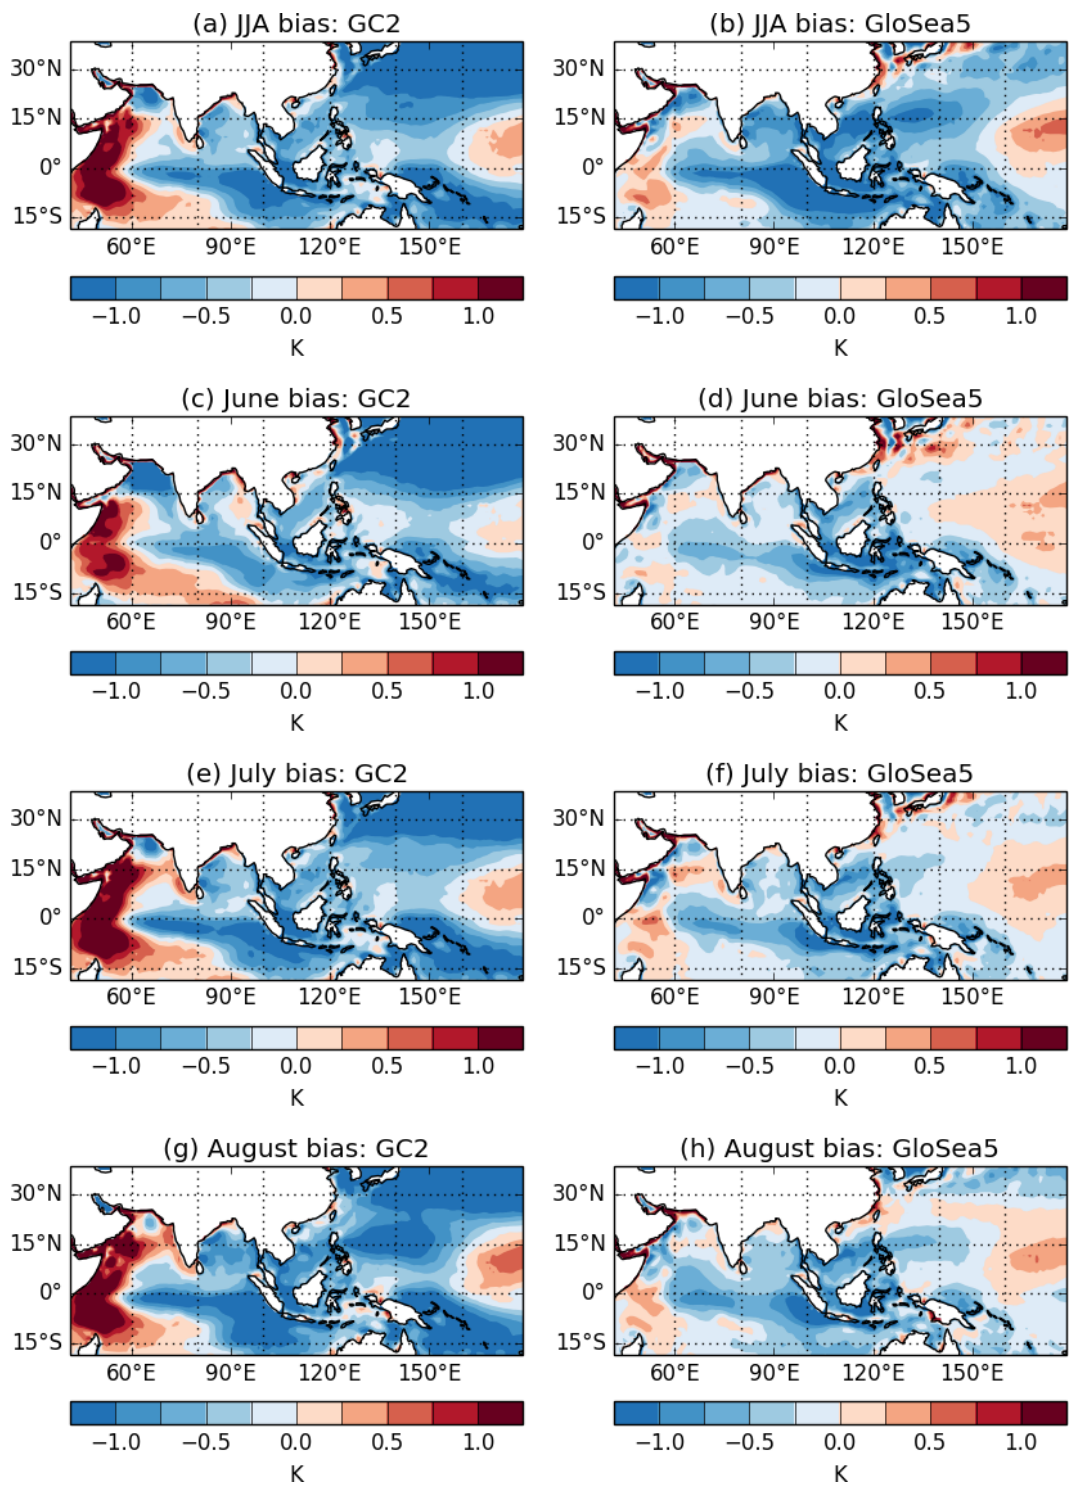 (a) JJA bias: GC2
(b) JJA bias: GloSea5
30°N
15°N
0°
15°S
60°E 90°E 120°E 150°E
30°N
15°N
0°
15°S
60°E 90°E 120°E 150°E
−1.0 −0.5 0.0 0.5 1.0
K
−1.0 −0.5 0.0 0.5 1.0
K
(c) June bias: GC2
(d) June bias: GloSea5
30°N
15°N
0°
15°S
60°E 90°E 120°E 150°E
30°N
15°N
0°
15°S
60°E 90°E 120°E 150°E
−1.0 −0.5 0.0 0.5 1.0
K
−1.0 −0.5 0.0 0.5 1.0
K
(e) July bias: GC2
(f) July bias: GloSea5
30°N
15°N
0°
15°S
60°E 90°E 120°E 150°E
30°N
15°N
0°
15°S
60°E 90°E 120°E 150°E
−1.0 −0.5 0.0 0.5 1.0
K
−1.0 −0.5 0.0 0.5 1.0
K
(g) August bias: GC2
(h) August bias: GloSea5
30°N
15°N
0°
15°S
60°E 90°E 120°E 150°E
30°N
15°N
0°
15°S
60°E 90°E 120°E 150°E
−1.0 −0.5 0.0 0.5 1.0
K
−1.0 −0.5 0.0 0.5 1.0
K